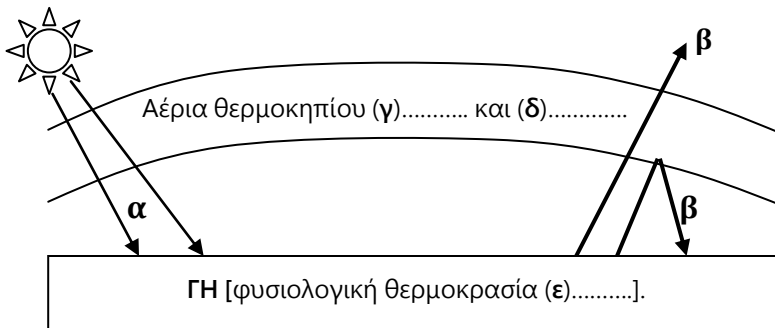 β
Αέρια θερμοκηπίου (γ)........... και (δ).............
α
β
ΓΗ [φυσιολογική θερμοκρασία (ε)..........].